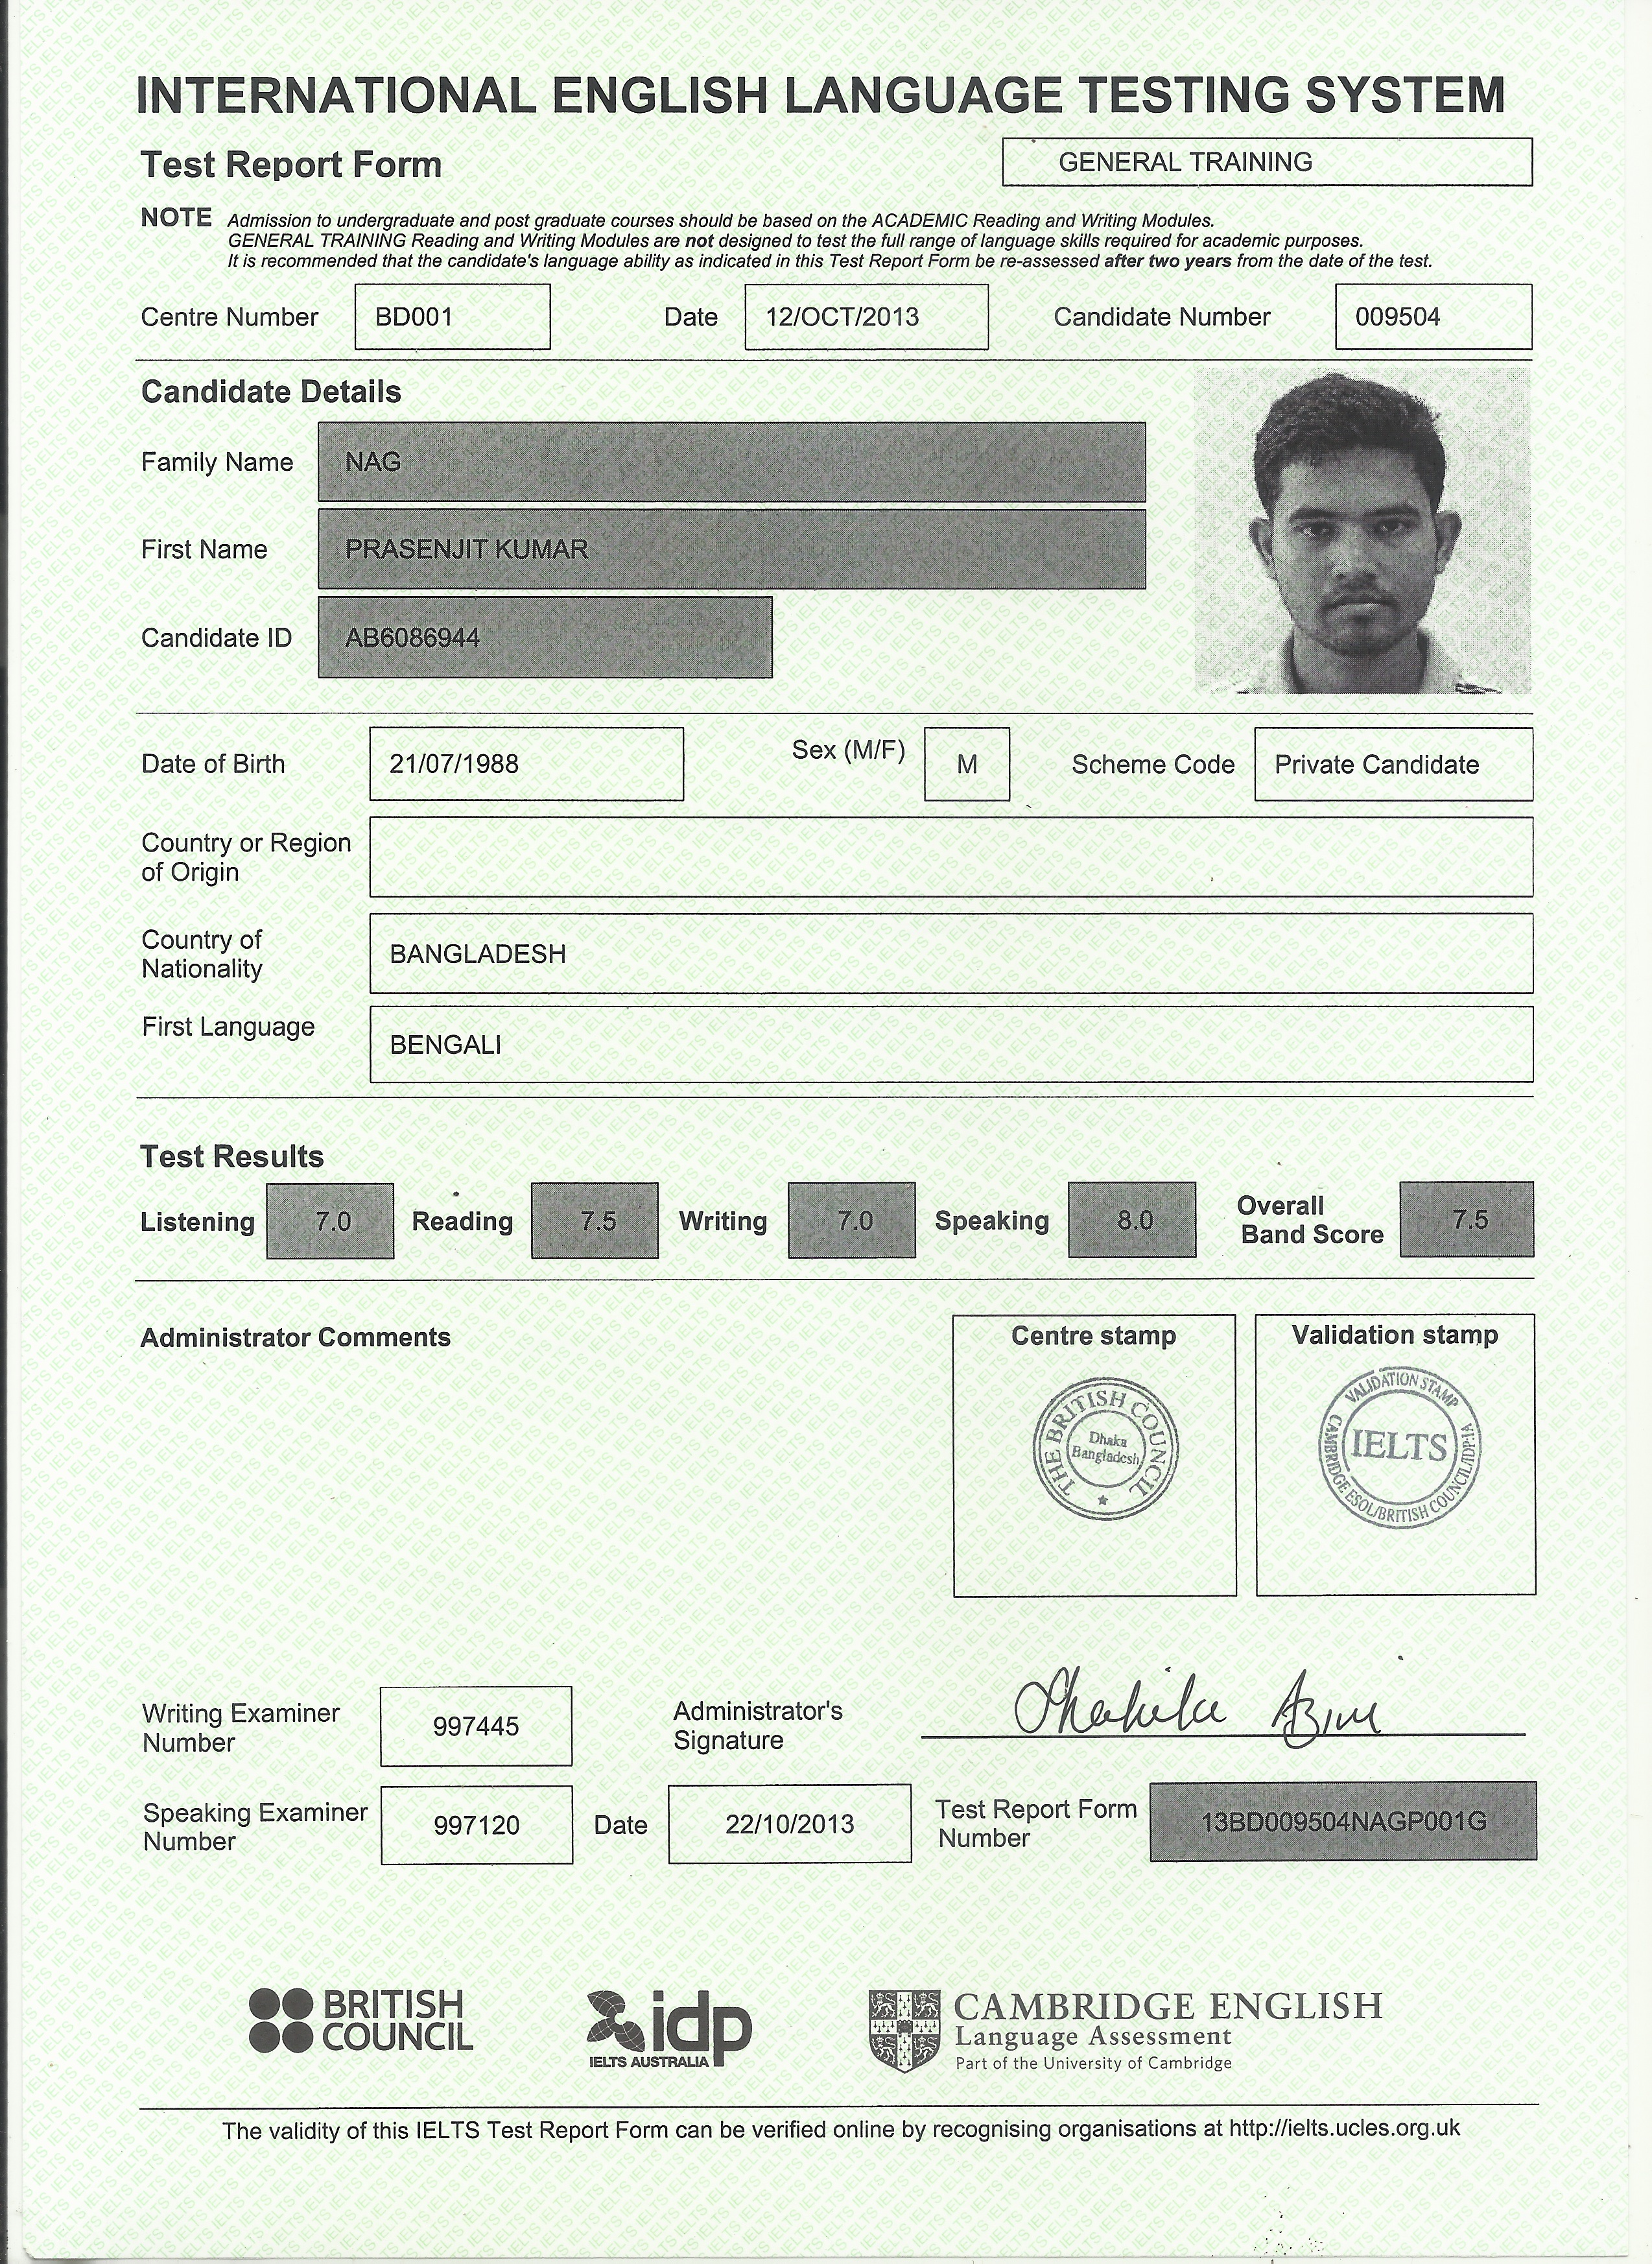 INTERNATIONAL ENGLISH LANGUAGE TESTING SYSTEM
Test Report Form
GENERAL TRAINING
NOTE Admission to undergraduate and post graduate courses should be based on the ACADEMIC Reading and Writing Modules.
GENERAL TRAINING Reading and Writing Modules are not designed to test the full range of language skills required for academic purposes.
It is recommended that the candidate's language ability as indicated in this Test Report Form be re-assessed after two years from the date of the test.
Centre Number BD001 Date 12/OCT/2013 Candidate Number 009504
Candidate Details
Family Name NAG
First Name PRASENJIT KUMAR
Candidate ID AB6086944
Date of Birth 21/07/1988 Sex (M/F) M Scheme Code Private Candidate
Country or Region
of Origin
Country of
Nationality
BANGLADESH
First Language
BENGALI
Test Results
Listening 7.0 Reading 7.5 Writing 7.0 Speaking 8.0 Overall
Band Score 7.5
Administrator Comments
Centre stamp
THE BRITISH COUNCIL
Dhaka
Bangladesh
Validation stamp
VALIDATION STAMP
IELTS
CAMBRIDGE ESOL/BRITISH COUNCIL/IDP:IA
Writing Examiner
Number
997445
Administrator's
Signature
Speaking Examiner
Number
997120
Date 22/10/2013
Test Report Form
Number
13BD009504NAGP001G
BRITISH
COUNCIL
idp
IELTS AUSTRALIA
CAMBRIDGE ENGLISH
Language Assessment
Part of the University of Cambridge
The validity of this IELTS Test Report Form can be verified online by recognising organisations at http://ielts.ucles.org.uk